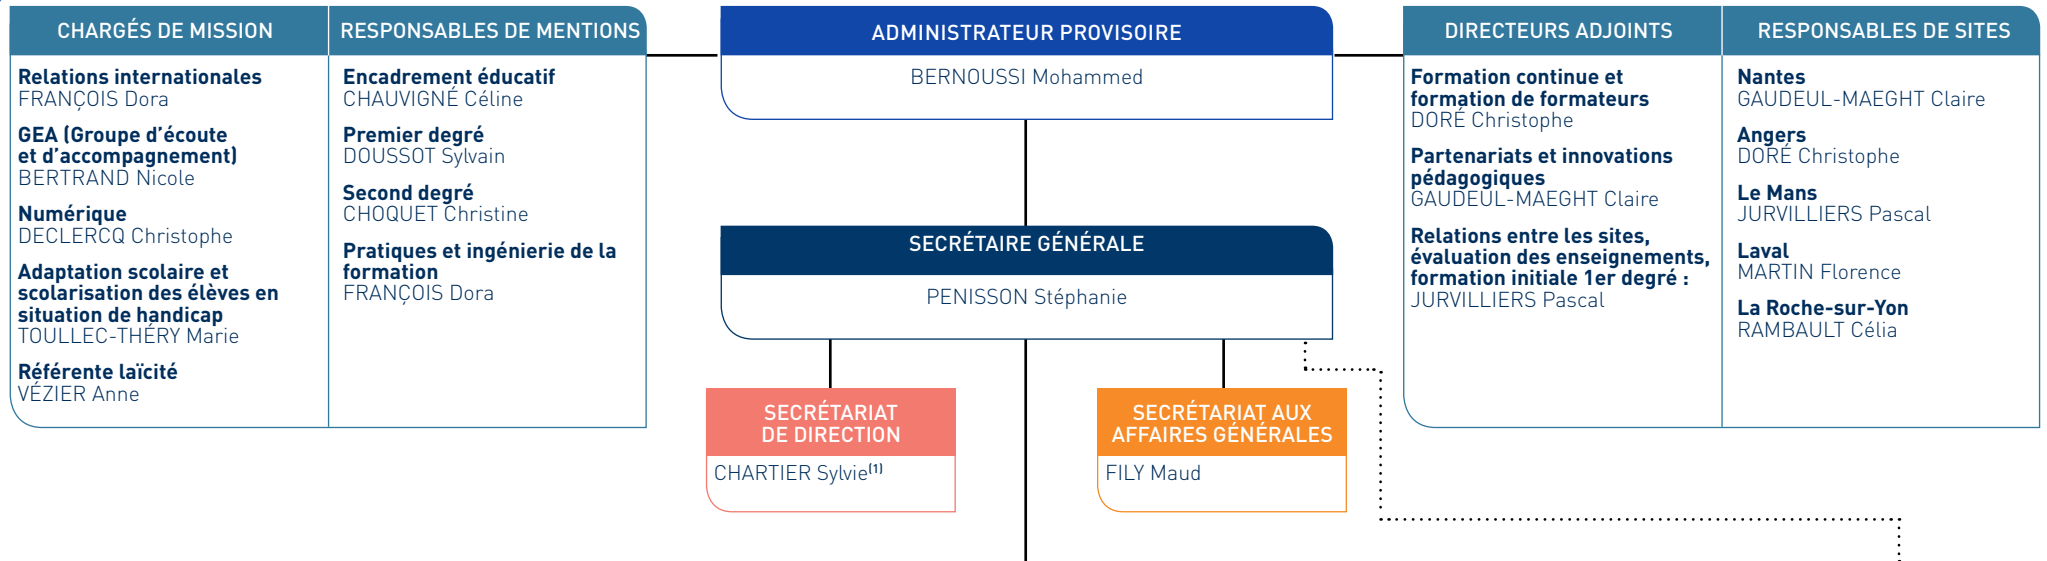 CHARGÉS DE MISSION
Relations internationales
FRANÇOIS Dora
GEA (Groupe d'écoute
et d'accompagnement)
BERTRAND Nicole
Numérique
DECLERCQ Christophe
Adaptation scolaire et
scolarisation des élèves en
situation de handicap
TOULLEC-THÉRY Marie
Référente laïcité
VÉZIER Anne
RESPONSABLES DE MENTIONS
Encadrement éducatif
CHAUVIGNÉ Céline
Premier degré
DOUSSOT Sylvain
Second degré
CHOQUET Christine
Pratiques et ingénierie de la
formation
FRANÇOIS Dora
ADMINISTRATEUR PROVISOIRE
BERNOUSSI Mohammed
SECRÉTAIRE GÉNÉRALE
PENISSON Stéphanie
SECRÉTARIAT
DE DIRECTION
CHARTIER Sylvie(1)
SECRÉTARIAT AUX
AFFAIRES GÉNÉRALES
FILY Maud
DIRECTEURS ADJOINTS
Formation continue et
formation de formateurs
DORÉ Christophe
Partenariats et innovations
pédagogiques
GAUDEUL-MAEGHT Claire
Relations entre les sites,
évaluation des enseignements,
formation initiale 1er degré :
JURVILLIERS Pascal
RESPONSABLES DE SITES
Nantes
GAUDEUL-MAEGHT Claire
Angers
DORÉ Christophe
Le Mans
JURVILLIERS Pascal
Laval
MARTIN Florence
La Roche-sur-Yon
RAMBAULT Célia